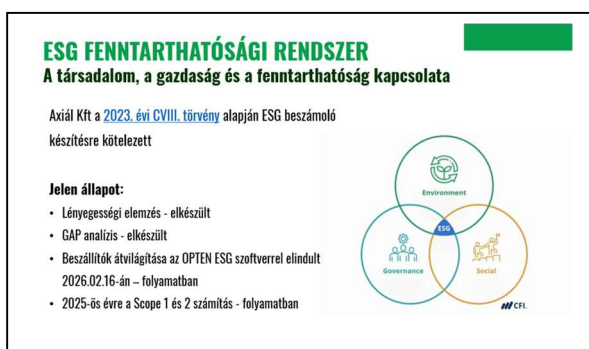 ESG FENNTARTHATÓSÁGI RENDSZER
A társadalom, a gazdaság és a fenntarthatóság kapcsolata
Axiál Kft a 2023. évi CVIII. törvény alapján ESG beszámoló
készítésre kötelezett
Jelen állapot:
• Lényegességi elemzés - elkészült
• GAP analízis - elkészült
• Beszállítók átvilágítása az OPTEN ESG szoftverrel elindult
2026.02.16-án – folyamatban
• 2025-ös évre a Scope 1 és 2 számítás - folyamatban
Environment
ESG
Governance
Social
CFI.